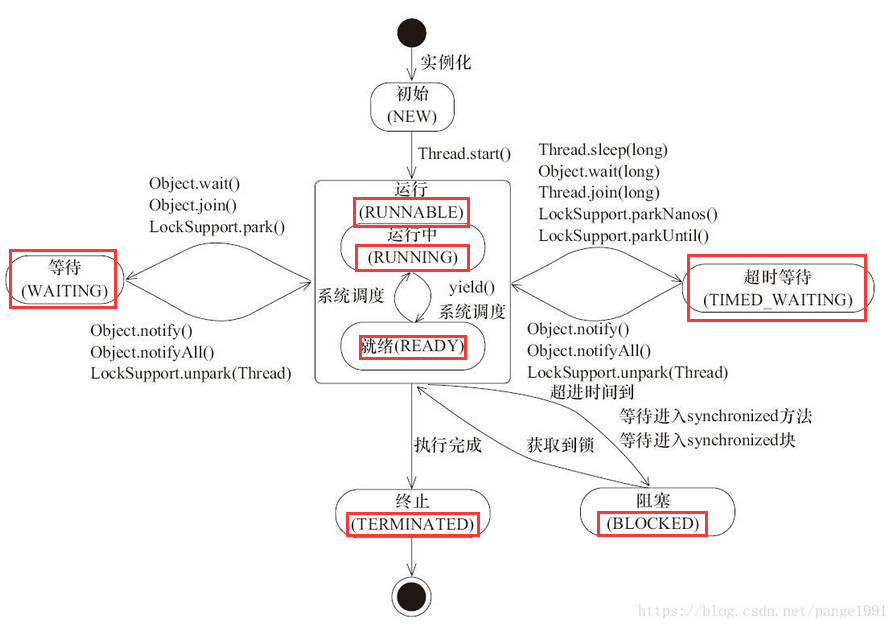 实例化
初始
(NEW)
Thread.start()
Object.wait()
Object.join()
LockSupport.park()
Thread.sleep(long)
Object.wait(long)
Thread.join(long)
LockSupport.parkNanos()
LockSupport.parkUntil()
运行
(RUNNABLE)
运行中
(RUNNING)
等待
(WAITING)
超时等待
(TIMED_WAITING)
系统调度
yield()
系统调度
就绪(READY)
Object.notify()
Object.notifyAll()
LockSupport.unpark(Thread)
Object.notify()
Object.notifyAll()
LockSupport.unpark(Thread)
超进时间到
等待进入synchronized方法
等待进入synchronized块
执行完成
获取到锁
终止
(TERMINATED)
阻塞
(BLOCKED)
https://blog.csdn.net/pange1991